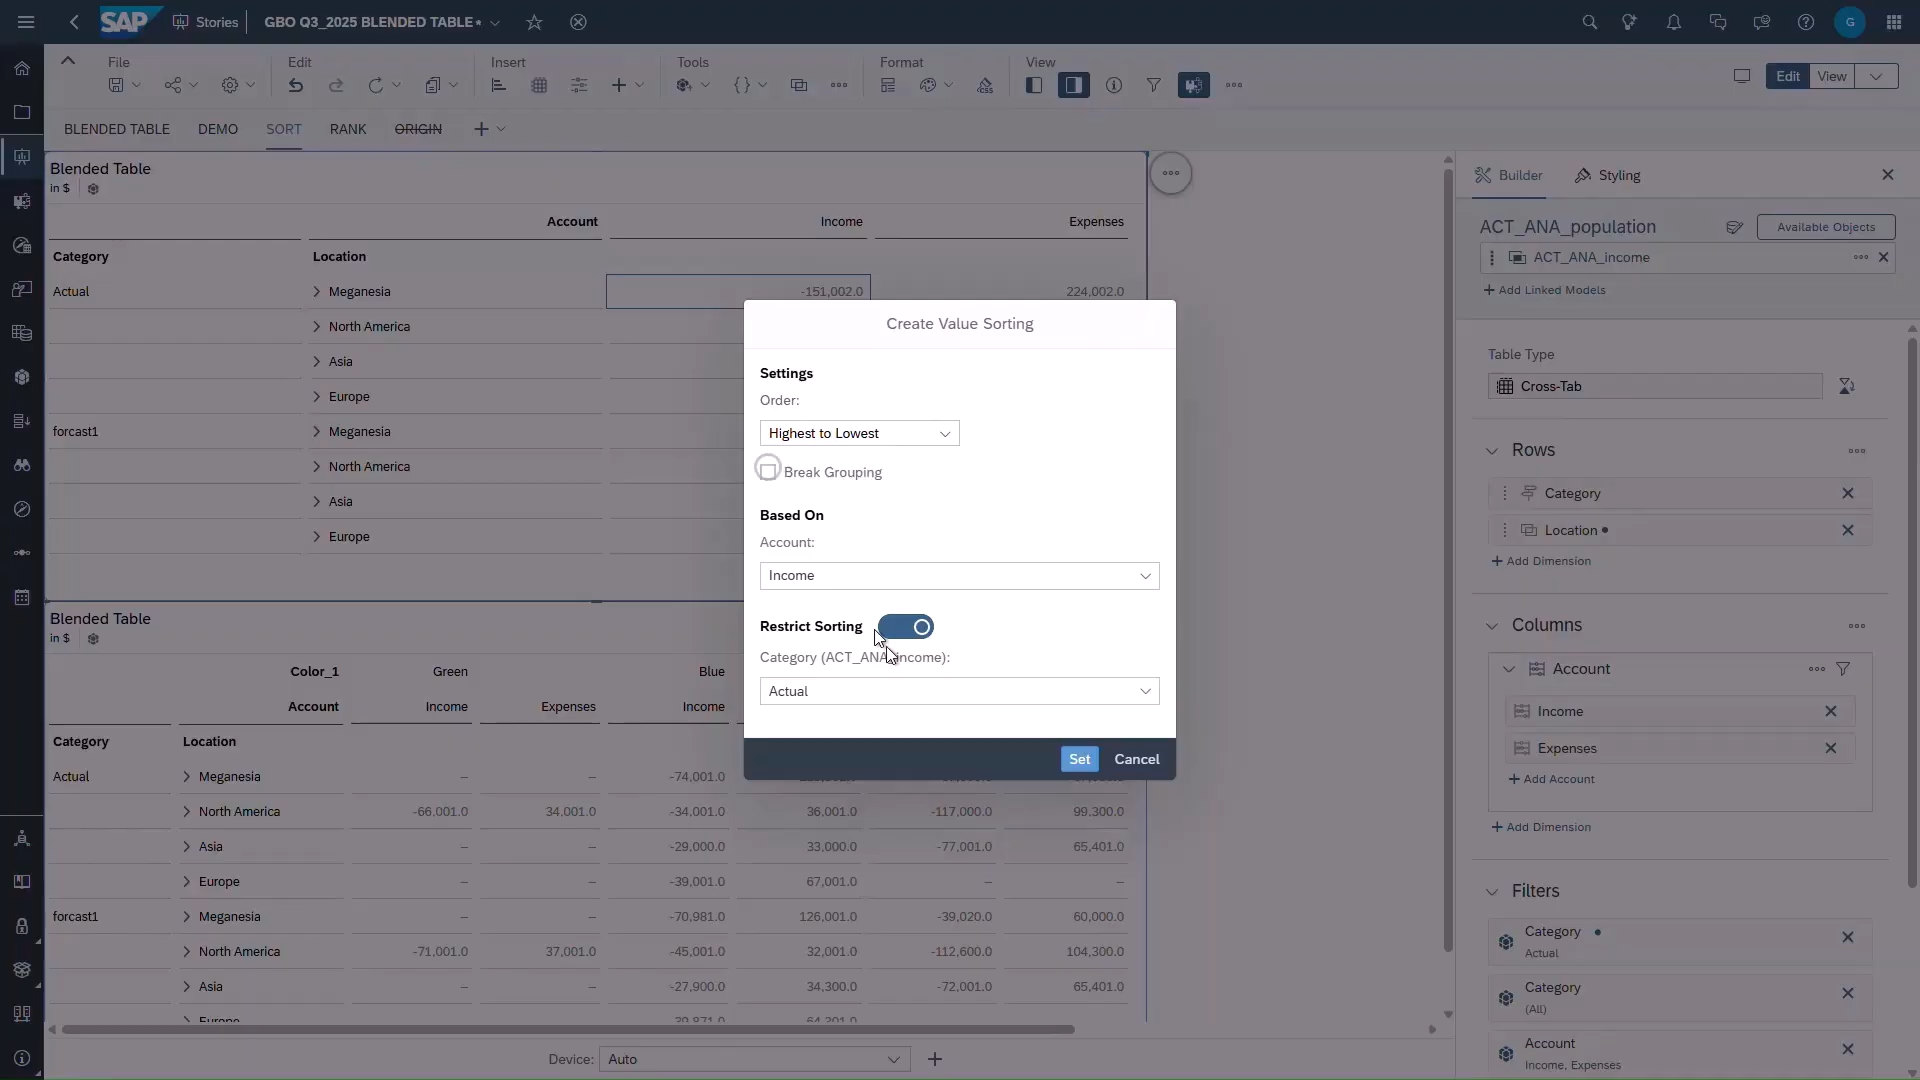 SAP Stories GBO Q3_2025 BLENDED TABLE* G
File Edit Insert Tools Format View
Edit View
BLENDED TABLE DEMO SORT RANK ORIGIN
Blended Table
in $
Account Income Expenses
Category Location
Actual Meganesia -151,002.0 224,002.0
North America
Asia
Europe
forcast1 Meganesia
North America
Asia
Europe
Blended Table
in $
Color_1 Green Blue
Account Income Expenses Income
Category Location
Actual Meganesia – – -74,001.0
North America -66,001.0 34,001.0 -34,001.0 36,001.0 -117,000.0 99,300.0
Asia – – -29,000.0 33,000.0 -77,001.0 65,401.0
Europe – – -39,001.0 67,001.0 – –
forcast1 Meganesia – – -70,981.0 126,001.0 -39,020.0 60,000.0
North America -71,001.0 37,001.0 -45,001.0 32,001.0 -112,600.0 104,300.0
Asia – – -27,900.0 34,300.0 -72,001.0 65,401.0
Europe
Device: Auto
Create Value Sorting
Settings
Order:
Highest to Lowest
Break Grouping
Based On
Account:
Income
Restrict Sorting
Category (ACT_ANA_income):
Actual
Set Cancel
Builder Styling
ACT_ANA_population Available Objects
ACT_ANA_income
Add Linked Models
Table Type
Cross-Tab
Rows
Category
Location
Add Dimension
Columns
Account
Income
Expenses
Add Account
Add Dimension
Filters
Category
Actual
Category
(All)
Account
Income, Expenses